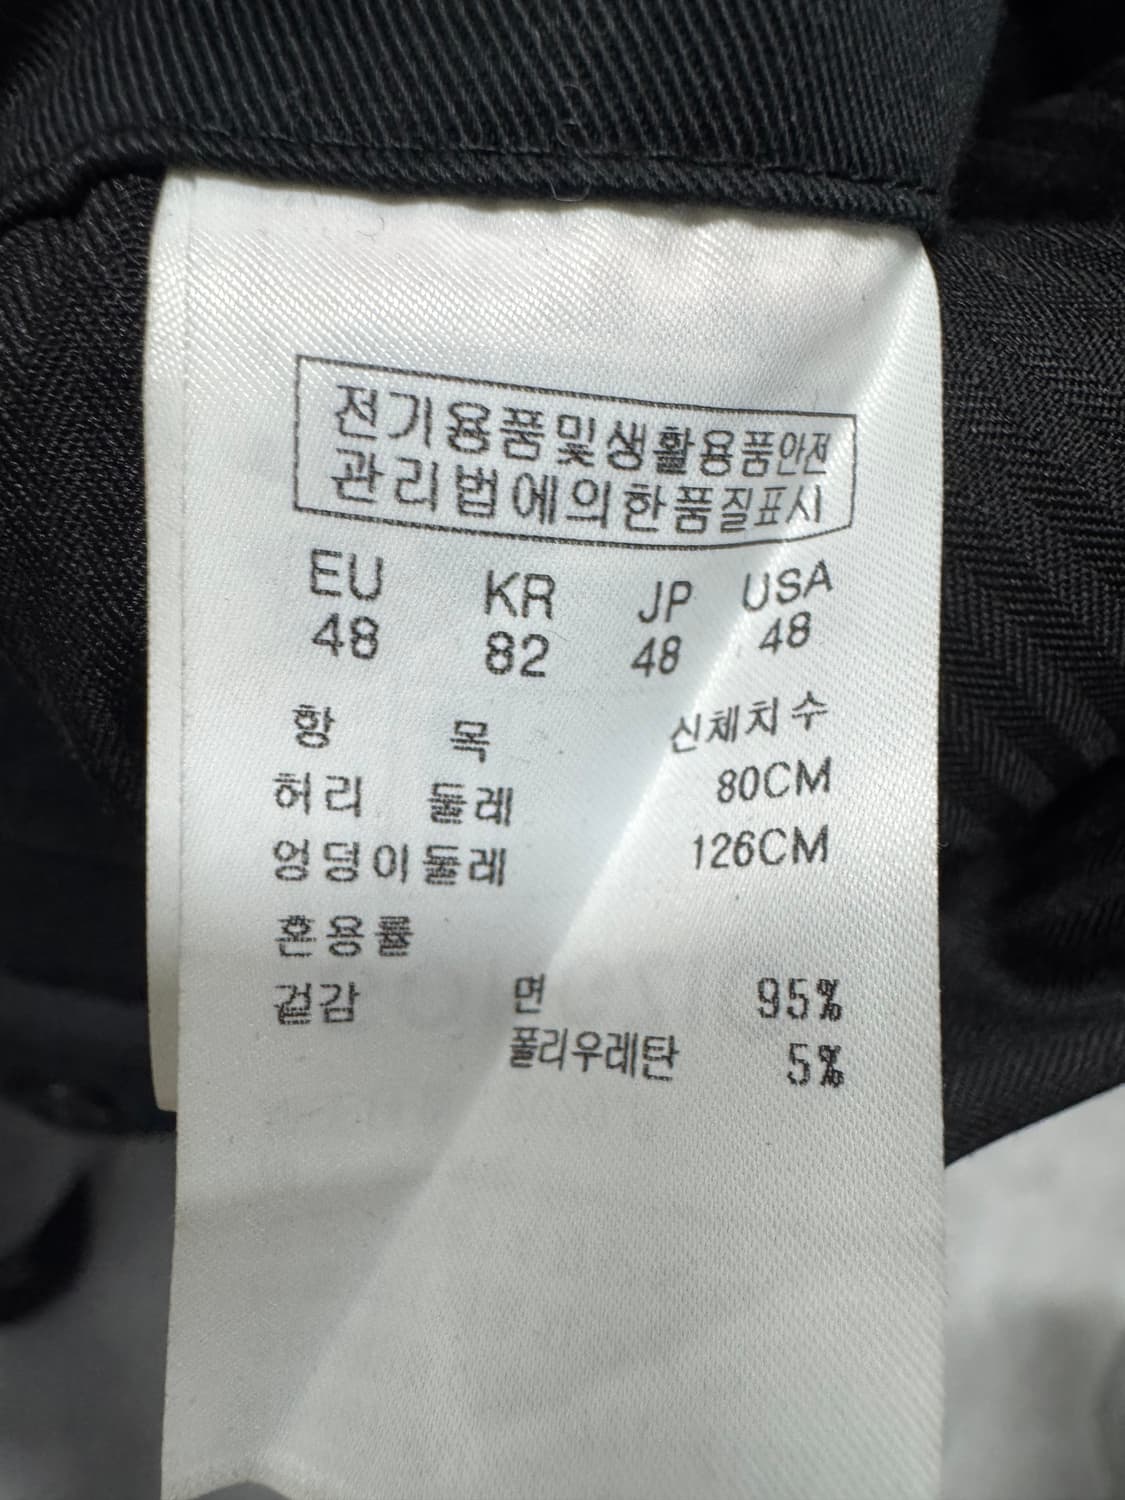 전기용품및생활용품안전
관리법에의한품질표시
EU KR JP USA
48 82 48 48
항 목 신체치수
허리 둘레 80CM
엉덩이둘레 126CM
혼용률
겉감 면 95%
폴리우레탄 5%